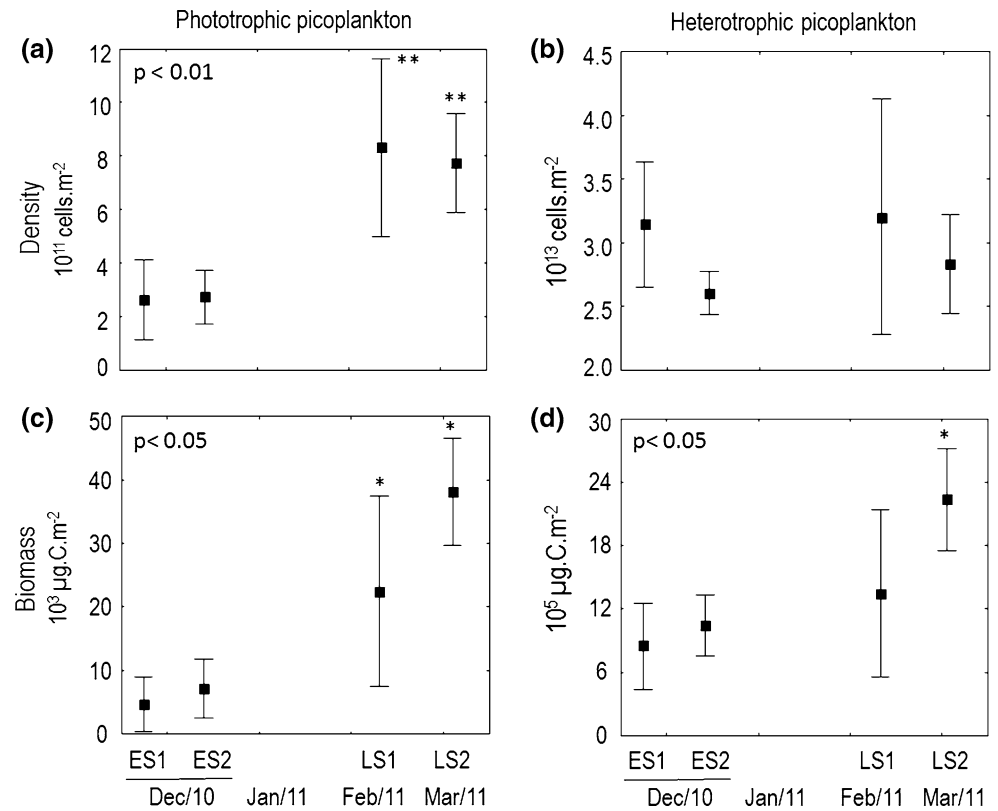 Phototrophic picoplankton
Heterotrophic picoplankton
(a)
p < 0.01
**
**
12
10
8
6
4
2
0
Density
10¹¹ cells.m⁻²
(b)
4.5
4.0
3.5
3.0
2.5
2.0
10¹³ cells.m⁻²
(c)
p< 0.05
*
*
50
40
30
20
10
0
Biomass
10³ µg.C.m⁻²
(d)
p< 0.05
*
30
24
18
12
6
0
10⁵ µg.C.m⁻²
ES1 ES2 LS1 LS2
Dec/10 Jan/11 Feb/11 Mar/11
ES1 ES2 LS1 LS2
Dec/10 Jan/11 Feb/11 Mar/11